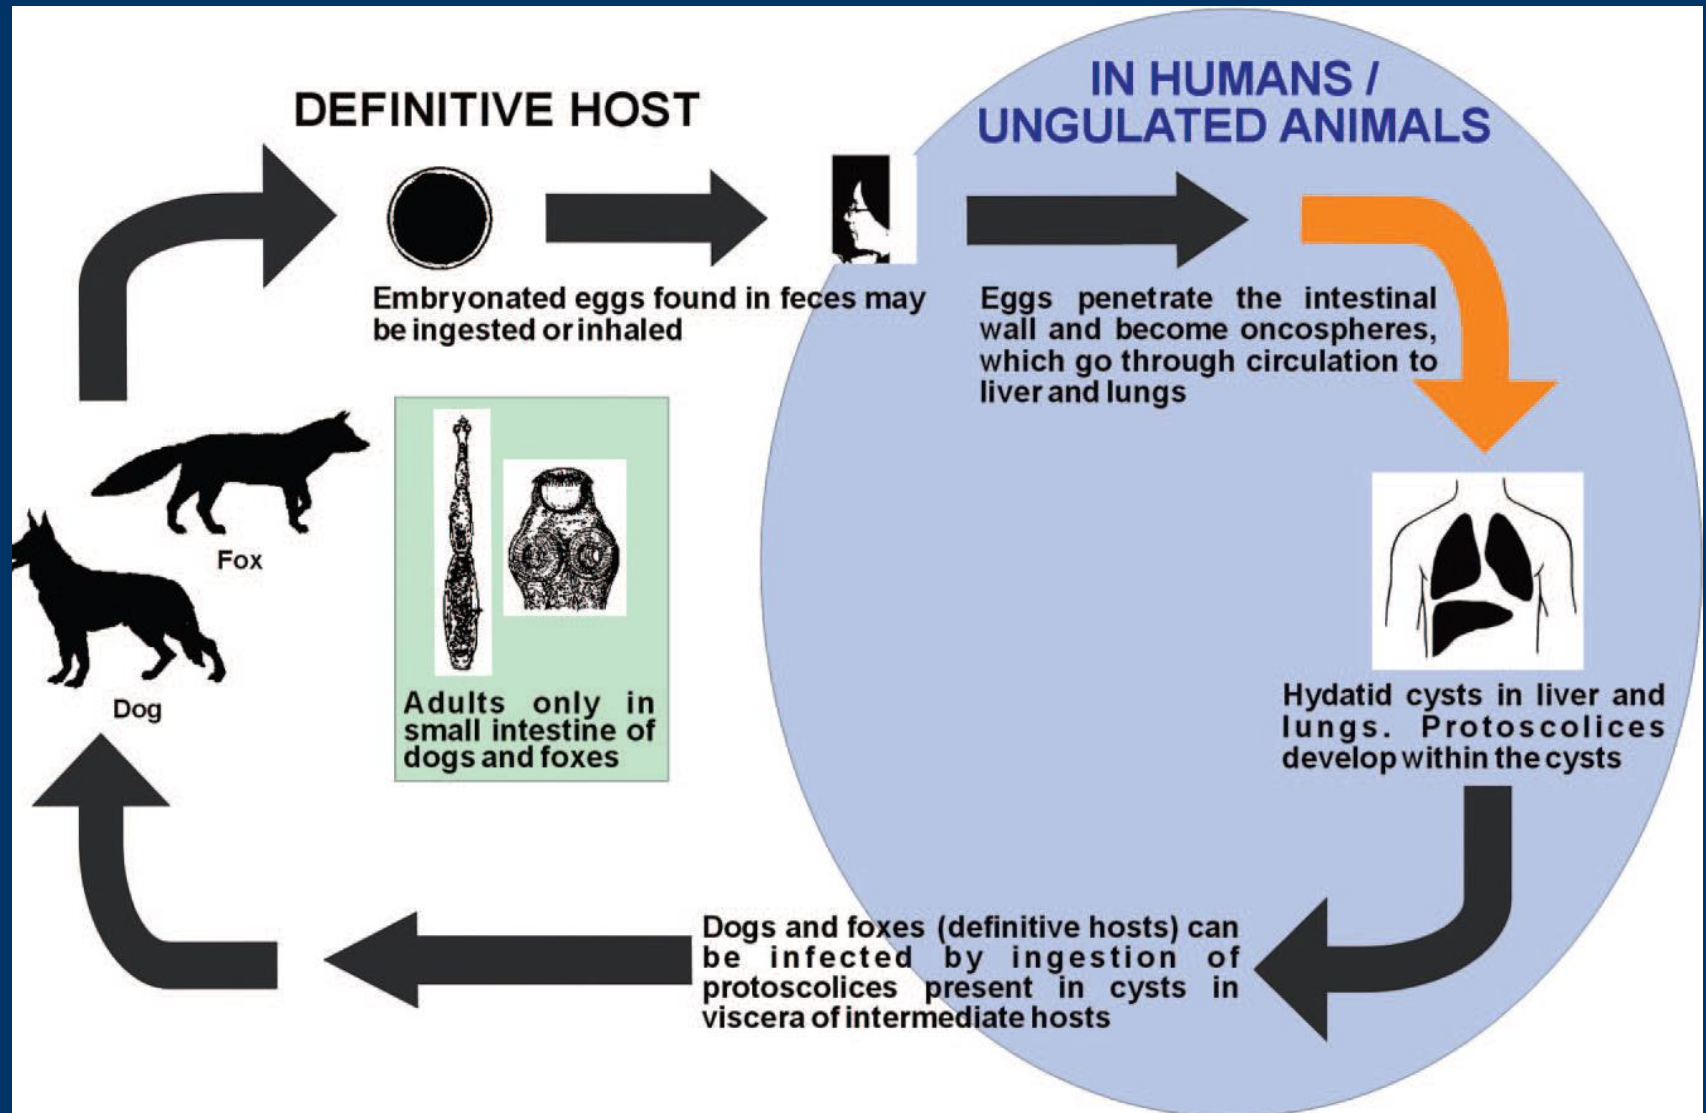 DEFINITIVE HOST
IN HUMANS /
UNGULATED ANIMALS
Embryonated eggs found in feces may
be ingested or inhaled
Eggs penetrate the intestinal
wall and become oncospheres,
which go through circulation to
liver and lungs
Fox
Dog
Adults only in
small intestine of
dogs and foxes
Hydatid cysts in liver and
lungs. Protoscolices
develop within the cysts
Dogs and foxes (definitive hosts) can
be infected by ingestion of
protoscolices present in cysts in
viscera of intermediate hosts